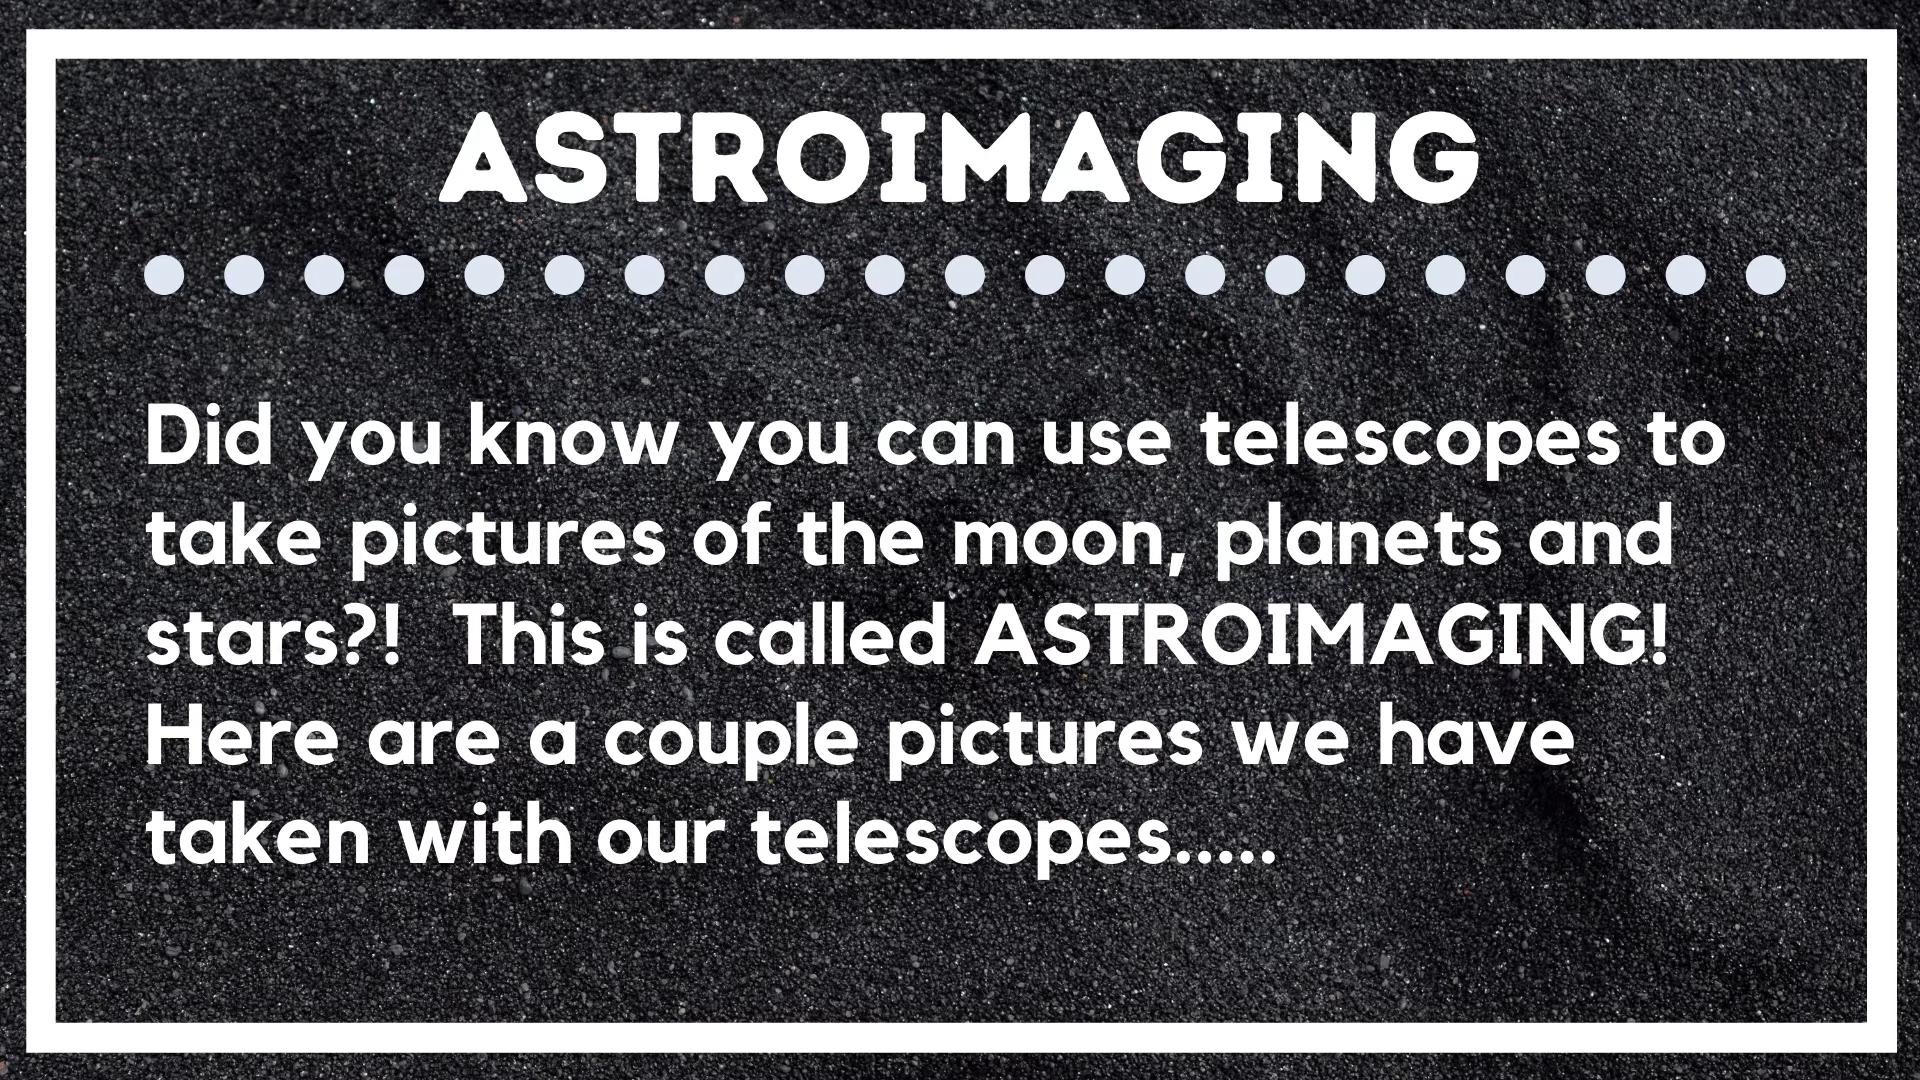 ASTROIMAGING
Did you know you can use telescopes to
take pictures of the moon, planets and
stars?!  This is called ASTROIMAGING!
Here are a couple pictures we have
taken with our telescopes.....